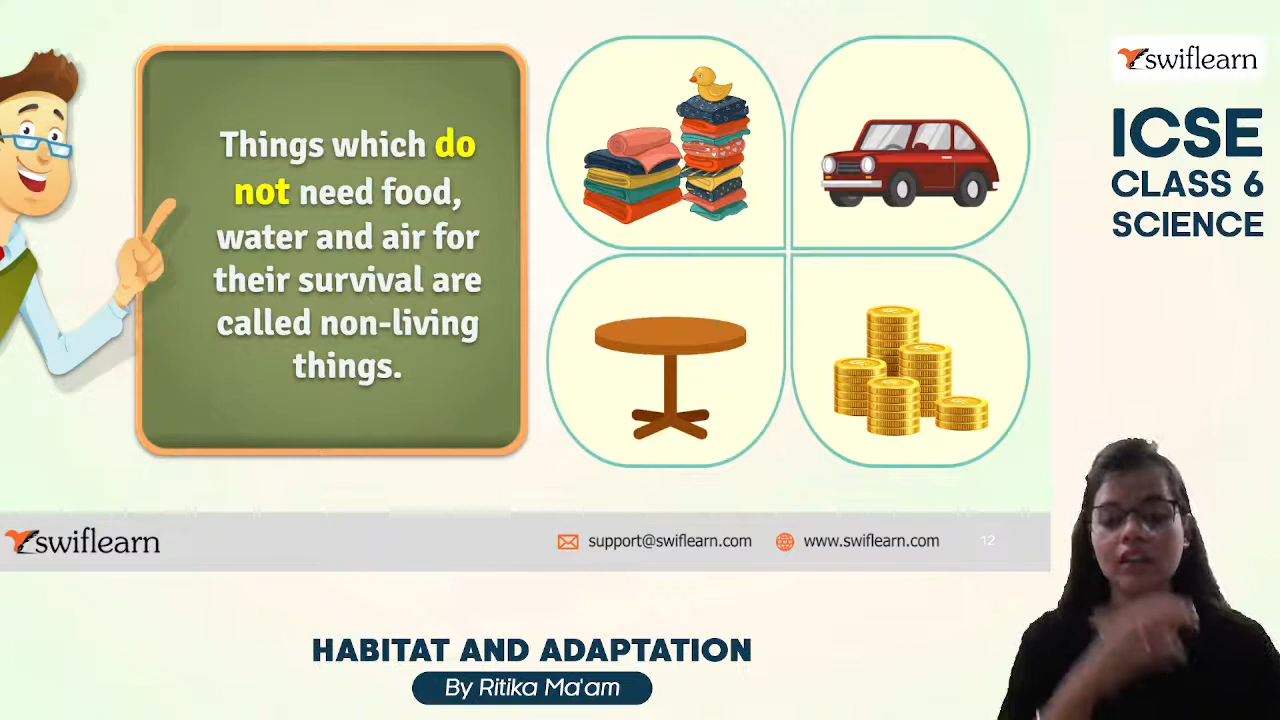 Things which do
not need food,
water and air for
their survival are
called non-living
things.
swiflearn
ICSE
CLASS 6
SCIENCE
swiflearn
support@swiflearn.com
www.swiflearn.com
12
HABITAT AND ADAPTATION
By Ritika Ma'am